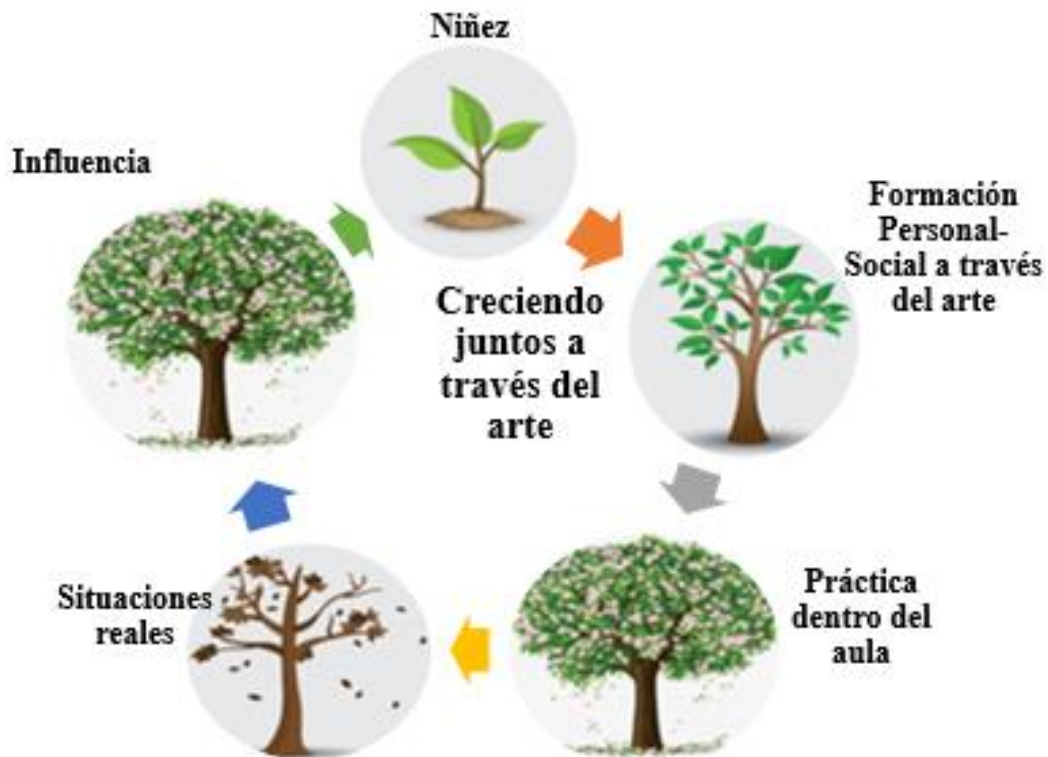 Niñez
Influencia
Formación
Personal-
Social a través
del arte
Creciendo
juntos a
través del
arte
Práctica
dentro del
aula
Situaciones
reales